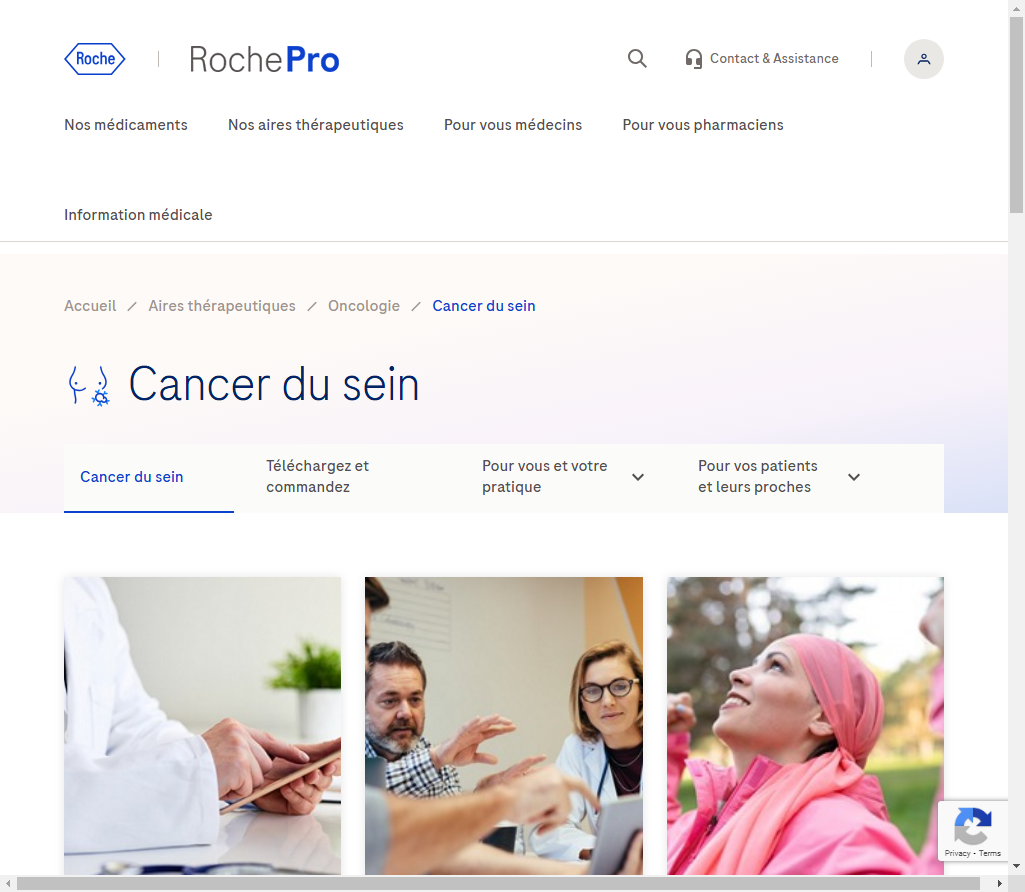 Roche
RochePro
Contact & Assistance
Nos médicaments
Nos aires thérapeutiques
Pour vous médecins
Pour vous pharmaciens
Information médicale
Accueil / Aires thérapeutiques / Oncologie / Cancer du sein
Cancer du sein
Cancer du sein
Téléchargez et
commandez
Pour vous et votre
pratique
Pour vos patients
et leurs proches
Privacy - Terms